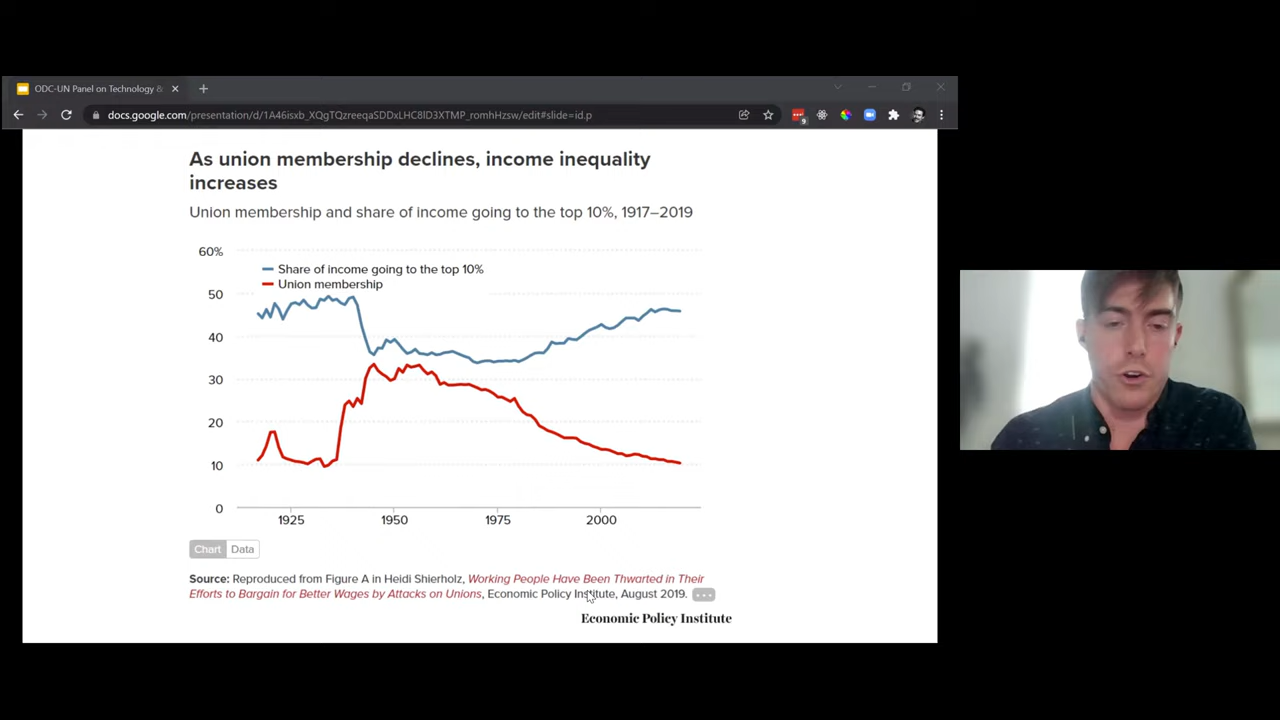 ODC-UN Panel on Technology &
docs.google.com/presentation/d/1A46isxb_XQgTQzreeqaSDDxLHC8lD3XTMP_romhHzsw/edit#slide=id.p
9
As union membership declines, income inequality
increases
Union membership and share of income going to the top 10%, 1917–2019
60%
Share of income going to the top 10%
Union membership
50
40
30
20
10
0
1925 1950 1975 2000
Chart Data
Source: Reproduced from Figure A in Heidi Shierholz, Working People Have Been Thwarted in Their
Efforts to Bargain for Better Wages by Attacks on Unions, Economic Policy Institute, August 2019.
Economic Policy Institute